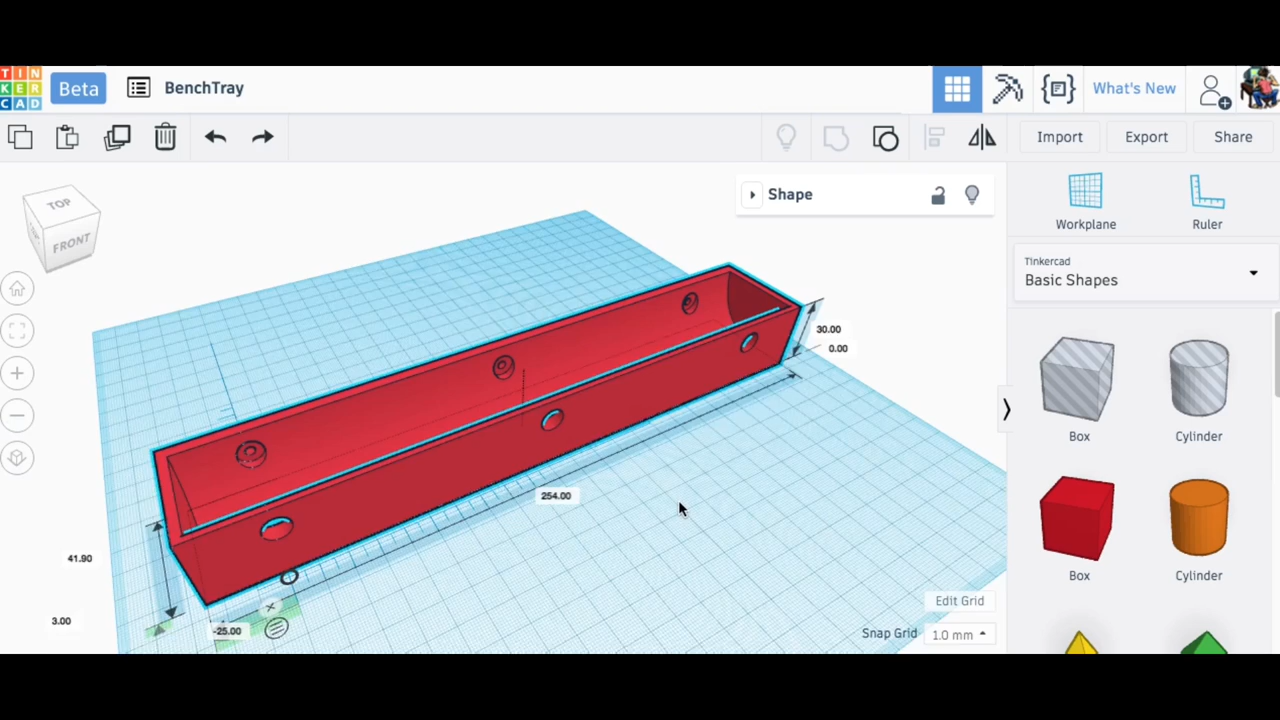 TIN
KER
CAD
Beta
BenchTray
What's New
Import
Export
Share
TOP
FRONT
Shape
Workplane
Ruler
Tinkercad
Basic Shapes
30.00
0.00
Box
Cylinder
254.00
41.90
3.00
-25.00
Box
Cylinder
Edit Grid
Snap Grid
1.0 mm